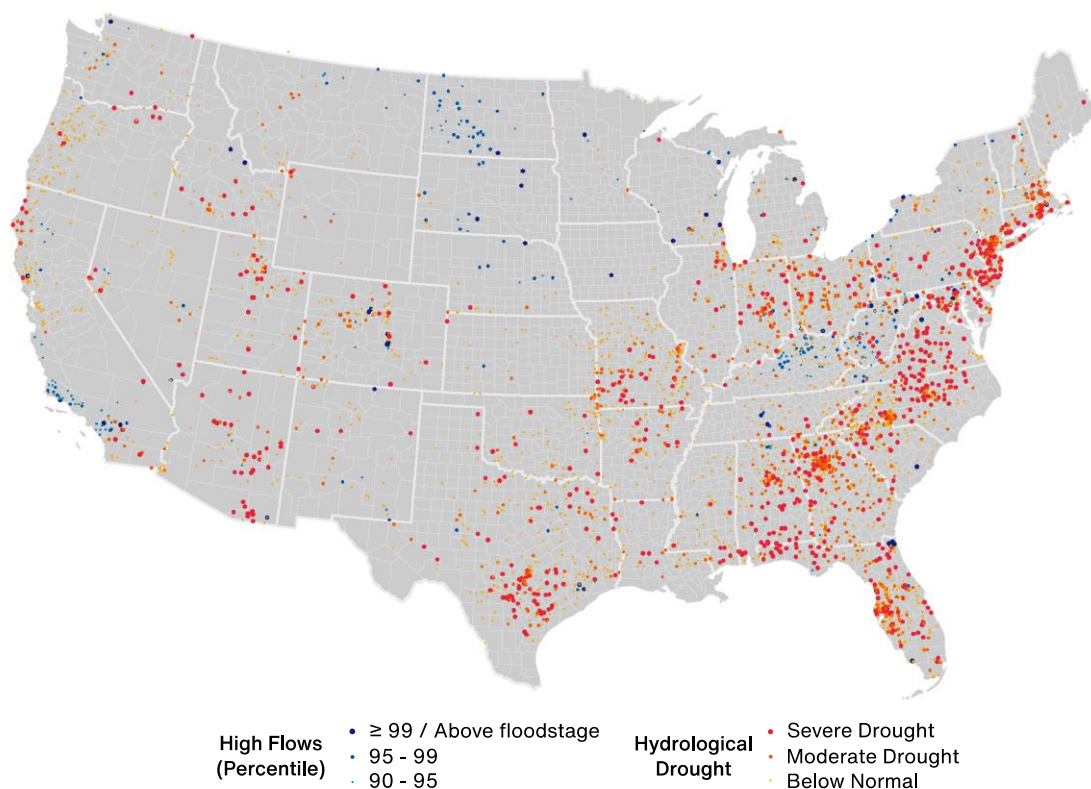 High Flows
(Percentile)
≥ 99 / Above floodstage
95 - 99
90 - 95
Hydrological
Drought
Severe Drought
Moderate Drought
Below Normal